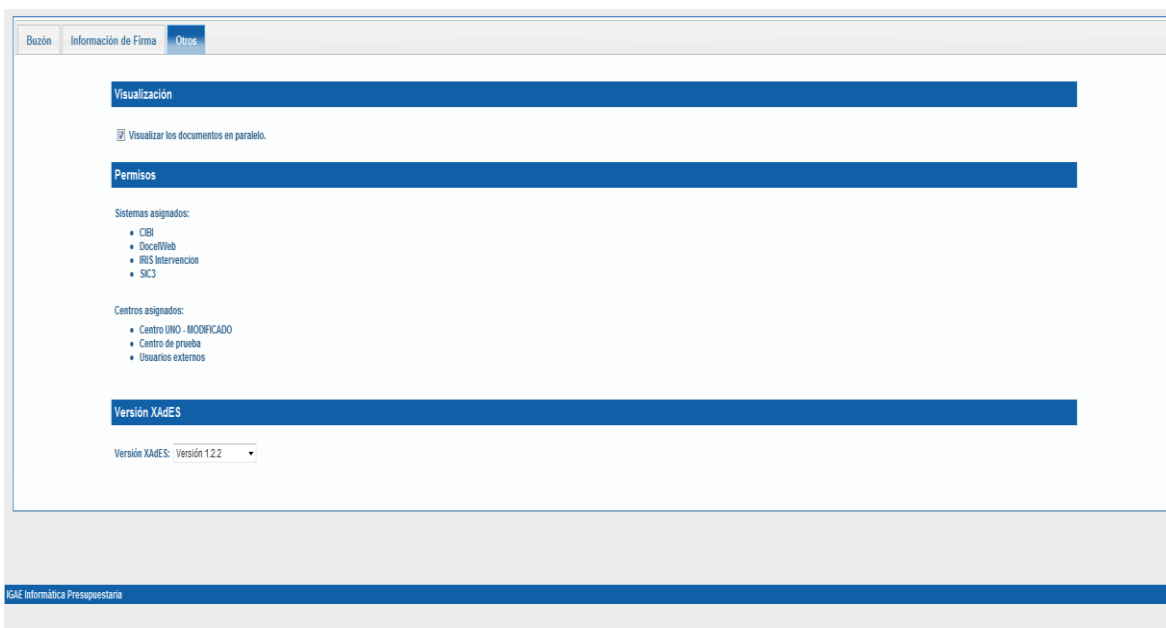 Buzón Información de Firma Otros
Visualización
Visualizar los documentos en paralelo.
Permisos
Sistemas asignados:
CIBI
DocelWeb
IRIS Intervencion
SIC3
Centros asignados:
Centro UNO - MODIFICADO
Centro de prueba
Usuarios externos
Versión XAdES
Versión XAdES: Versión 1.2.2
IGAE Informática Presupuestaria